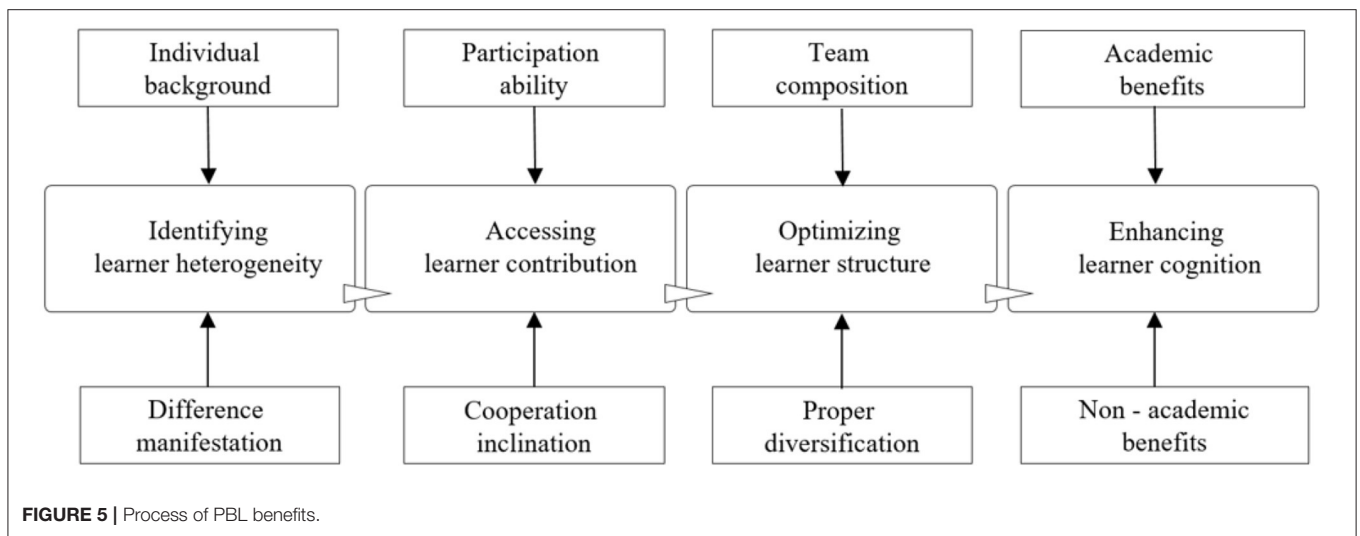 Individual
background
Participation
ability
Team
composition
Academic
benefits
Identifying
learner heterogeneity
Accessing
learner contribution
Optimizing
learner structure
Enhancing
learner cognition
Difference
manifestation
Cooperation
inclination
Proper
diversification
Non - academic
benefits
FIGURE 5 | Process of PBL benefits.